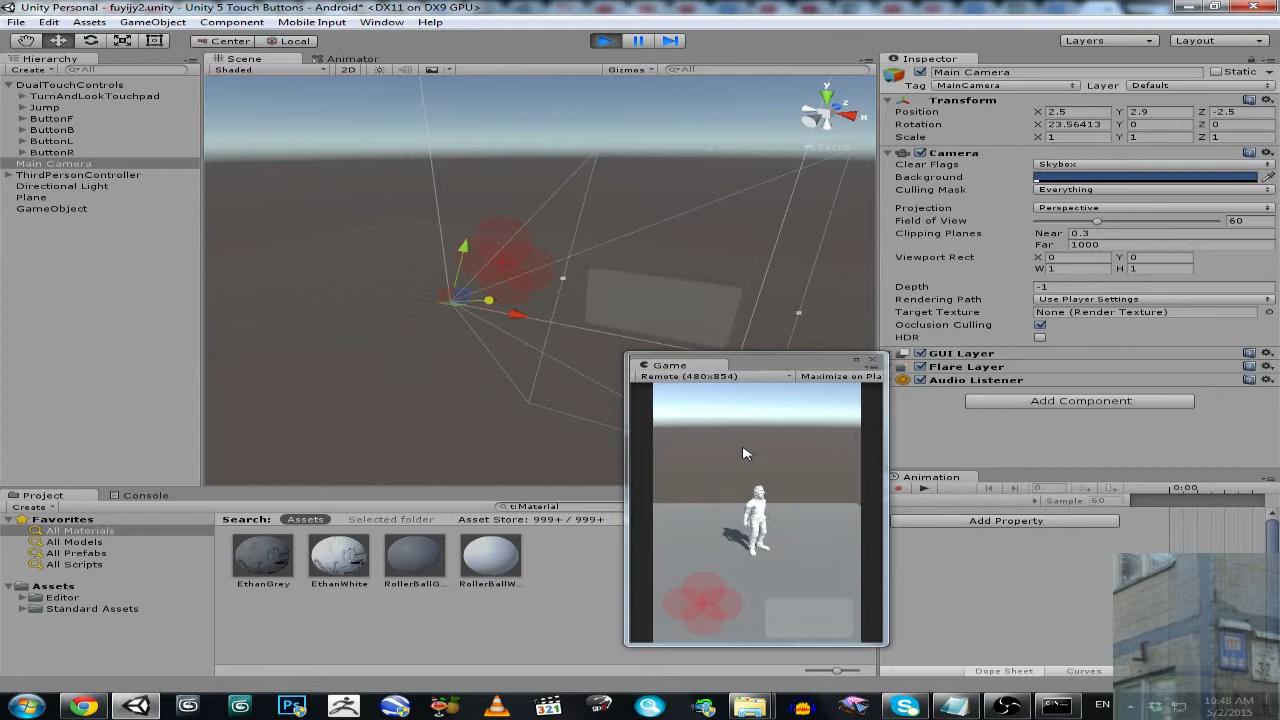 Unity Personal - fuyijy2.unity - Unity 5 Touch Buttons - Android* <DX11 on DX9 GPU>
File Edit Assets GameObject Component Mobile Input Window Help
Center Local Layers Layout
Hierarchy
Create All
DualTouchControls
TurnAndLookTouchpad
Jump
ButtonF
ButtonB
ButtonL
ButtonR
Main Camera
ThirdPersonController
Directional Light
Plane
GameObject
Scene Animator
Shaded 2D Gizmos All
y
z
x
Persp
Game
Remote (480x854) Maximize on Pla
Inspector
Main Camera Static
Tag MainCamera Layer Default
Transform
Position X 2.5 Y 2.9 Z -2.5
Rotation X 23.56413 Y 0 Z 0
Scale X 1 Y 1 Z 1
Camera
Clear Flags Skybox
Background
Culling Mask Everything
Projection Perspective
Field of View 60
Clipping Planes Near 0.3
Far 1000
Viewport Rect X 0 Y 0
W 1 H 1
Depth -1
Rendering Path Use Player Settings
Target Texture None (Render Texture)
Occlusion Culling
HDR
GUI Layer
Flare Layer
Audio Listener
Add Component
Animation
0 0:00
Sample 60
Add Property
Dope Sheet Curves
Project Console
Create t:Material
Favorites
All Materials
All Models
All Prefabs
All Scripts
Assets
Editor
Standard Assets
Search: Assets Selected folder Asset Store: 999+ / 999+
EthanGrey EthanWhite RollerBallG... RollerBallW...
321
EN
10:48 AM
5/2/2015